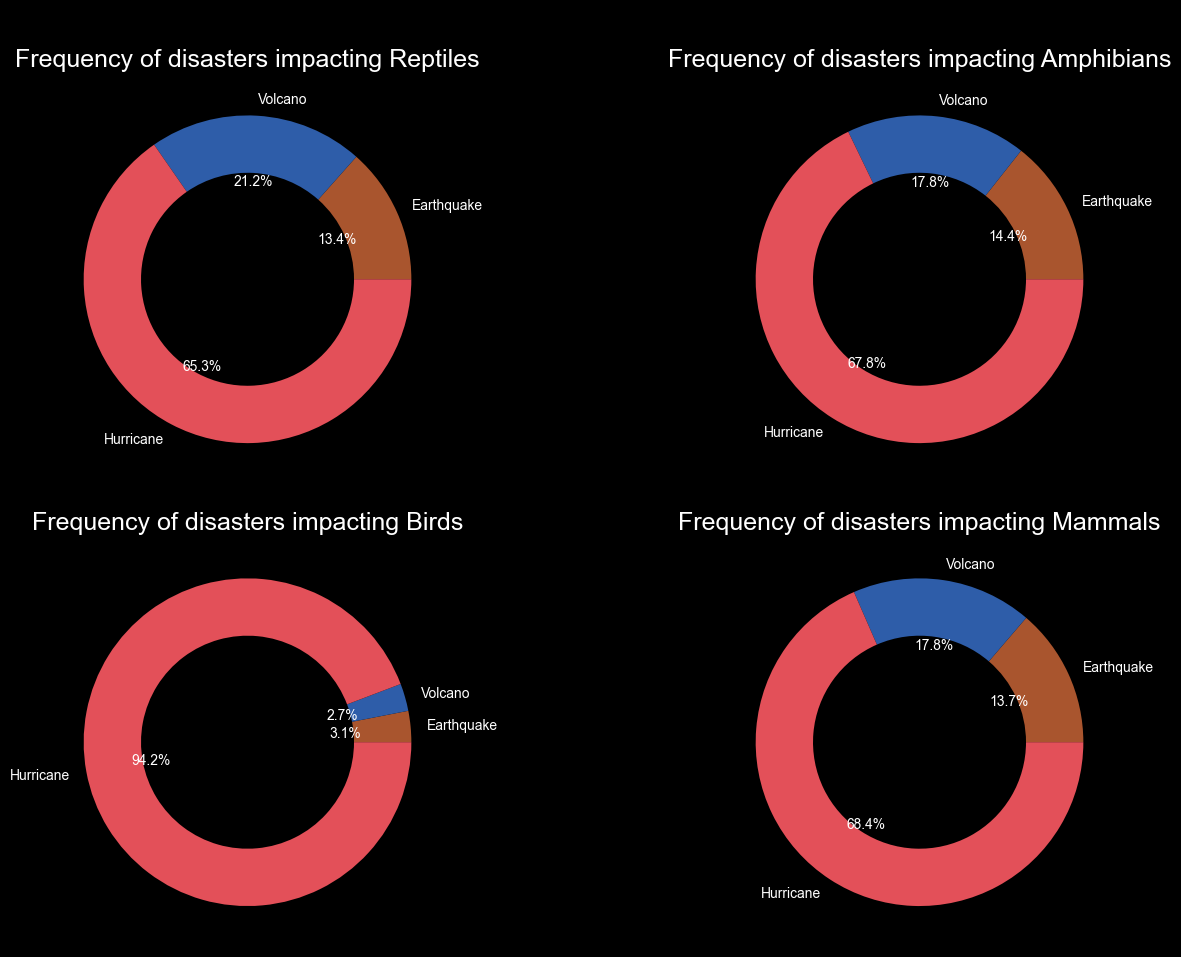 Frequency of disasters impacting Reptiles
Volcano
21.2%
Earthquake
13.4%
65.3%
Hurricane
Frequency of disasters impacting Amphibians
Volcano
17.8%
Earthquake
14.4%
67.8%
Hurricane
Frequency of disasters impacting Birds
Volcano
2.7%
Earthquake
3.1%
94.2%
Hurricane
Frequency of disasters impacting Mammals
Volcano
17.8%
Earthquake
13.7%
68.4%
Hurricane